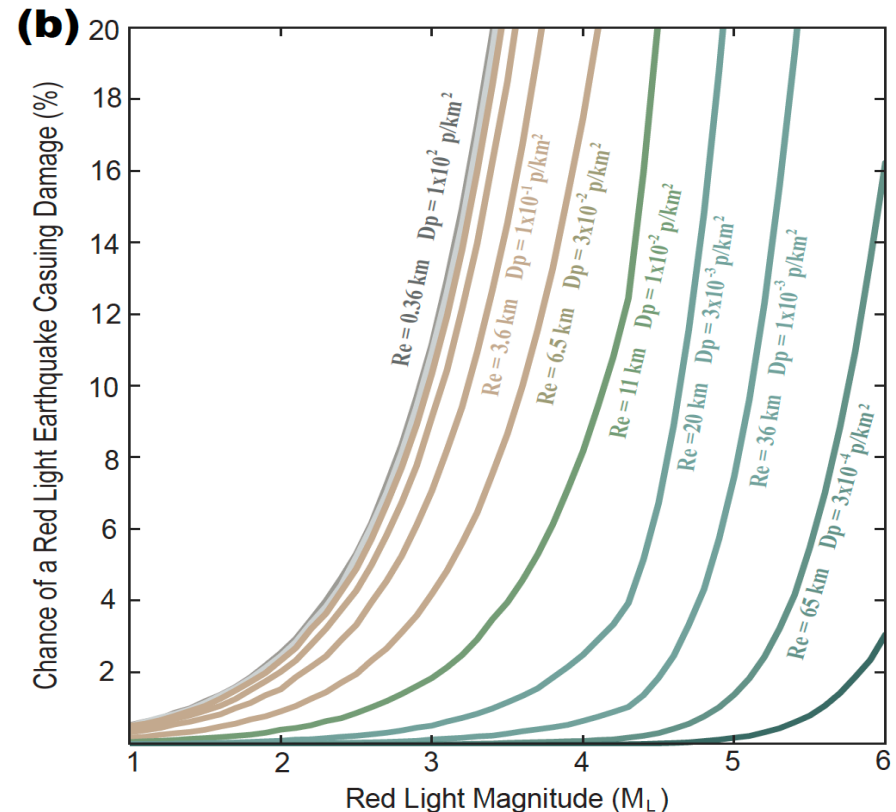 (b)
Chance of a Red Light Earthquake Casuing Damage (%)
20
18
16
14
12
10
8
6
4
2
Re = 0.36 km Dp = 1x10² p/km²
Re = 3.6 km Dp = 1x10⁻¹ p/km²
Re = 6.5 km Dp = 3x10⁻² p/km²
Re = 11 km Dp = 1x10⁻² p/km²
Re =20 km Dp = 3x10⁻³ p/km²
Re = 36 km Dp = 1x10⁻³ p/km²
Re = 65 km Dp = 3x10⁻⁴ p/km²
1 2 3 4 5 6
Red Light Magnitude (M_L)